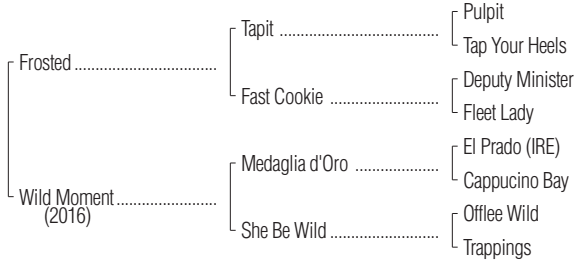 Pulpit
Tapit
Tap Your Heels
Frosted
Deputy Minister
Fast Cookie
Fleet Lady
El Prado (IRE)
Medaglia d'Oro
Cappucino Bay
Wild Moment
(2016)
Offlee Wild
She Be Wild
Trappings